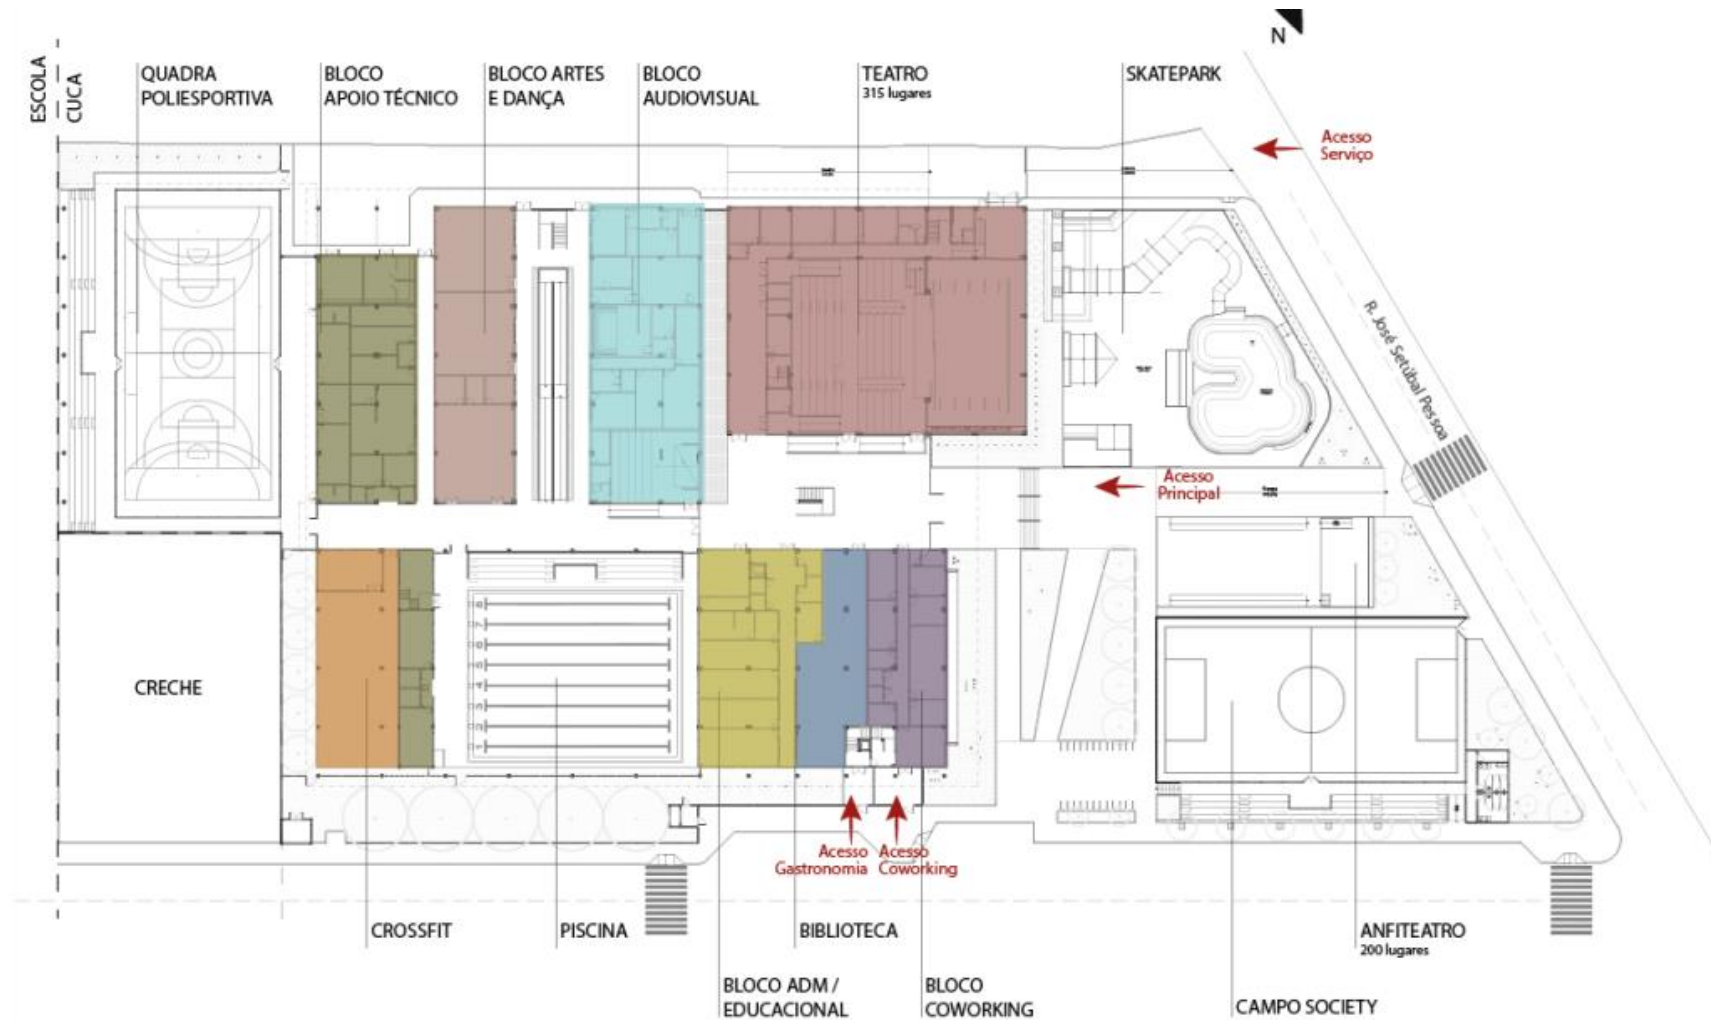 N
ESCOLA
CUCA
QUADRA
POLIESPORTIVA
BLOCO
APOIO TÉCNICO
BLOCO ARTES
E DANÇA
BLOCO
AUDIOVISUAL
TEATRO
315 lugares
SKATEPARK
Acesso
Serviço
R. José Setúbal Pessoa
Acesso
Principal
CRECHE
Acesso
Gastronomia
Acesso
Coworking
CROSSFIT
PISCINA
BIBLIOTECA
ANFITEATRO
200 lugares
BLOCO ADM /
EDUCACIONAL
BLOCO
COWORKING
CAMPO SOCIETY